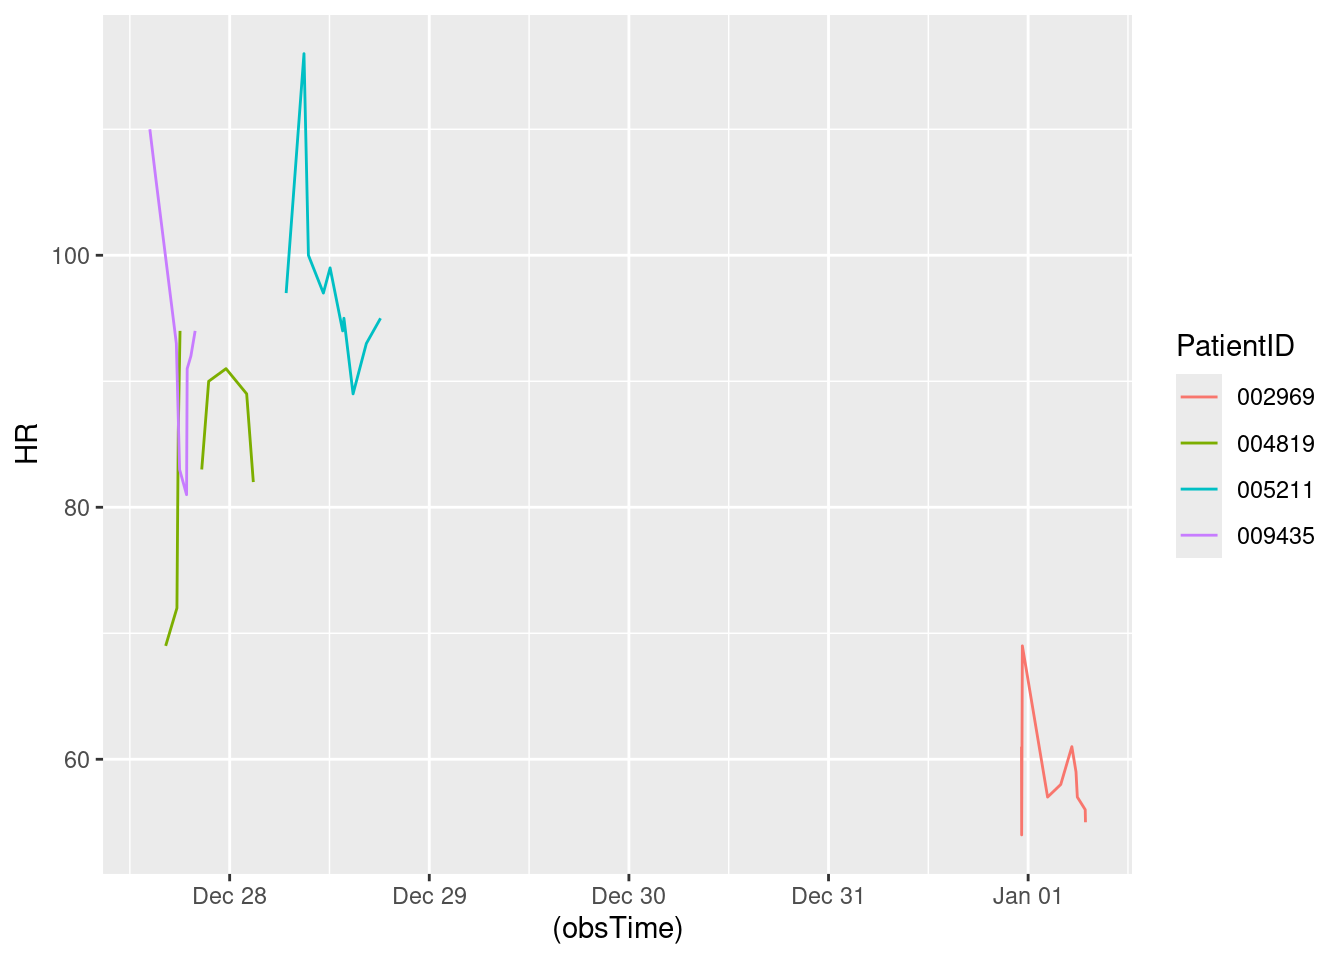 HR
100
80
60
Dec 28
Dec 29
Dec 30
Dec 31
Jan 01
(obsTime)
PatientID
002969
004819
005211
009435